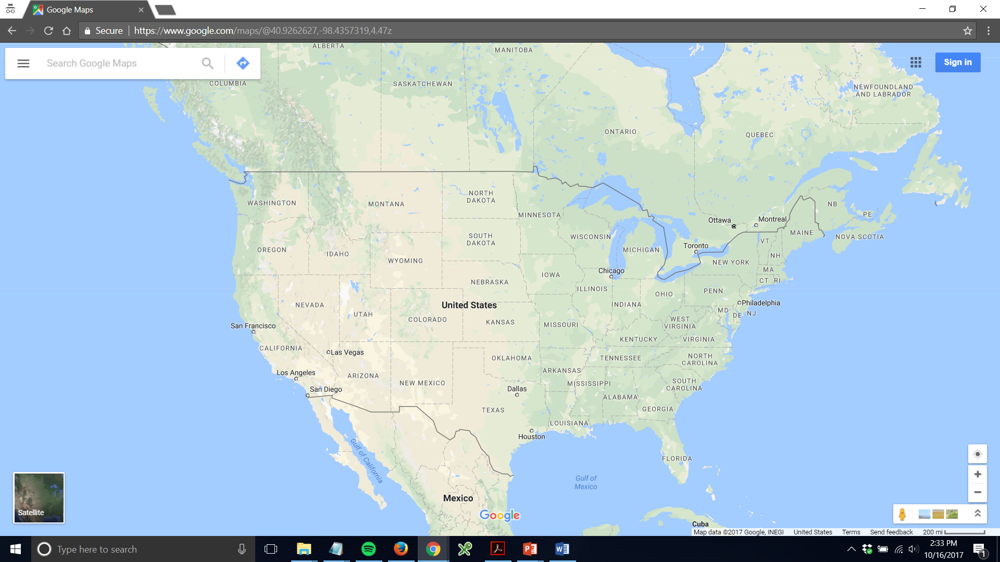 Google Maps
Secure
https://www.google.com/maps/@40.9262627,-98.4357319,4.47z
Search Google Maps
Sign in
ALBERTA
MANITOBA
COLUMBIA
SASKATCHEWAN
NEWFOUNDLAND
AND LABRADOR
ONTARIO
QUEBEC
WASHINGTON
MONTANA
NORTH
DAKOTA
MINNESOTA
NB
PE
Ottawa
Montreal
OREGON
IDAHO
WYOMING
SOUTH
DAKOTA
WISCONSIN
MICHIGAN
Toronto
VT
MAINE
NOVA SCOTIA
NH
NEW YORK
MA
CT RI
IOWA
Chicago
NEBRASKA
ILLINOIS
INDIANA
OHIO
PENN
Philadelphia
MD
DE
NJ
NEVADA
UTAH
COLORADO
United States
KANSAS
MISSOURI
WEST
VIRGINIA
KENTUCKY
VIRGINIA
San Francisco
CALIFORNIA
Las Vegas
Los Angeles
ARIZONA
NEW MEXICO
OKLAHOMA
ARKANSAS
TENNESSEE
NORTH
CAROLINA
San Diego
Dallas
MISSISSIPPI
SOUTH
CAROLINA
ALABAMA
TEXAS
GEORGIA
LOUISIANA
Houston
Gulf of California
FLORIDA
Gulf of
Mexico
Mexico
Satellite
Google
Cuba
Map data ©2017 Google, INEGI
United States
Terms
Send feedback
200 mi
Type here to search
2:33 PM
10/16/2017
1